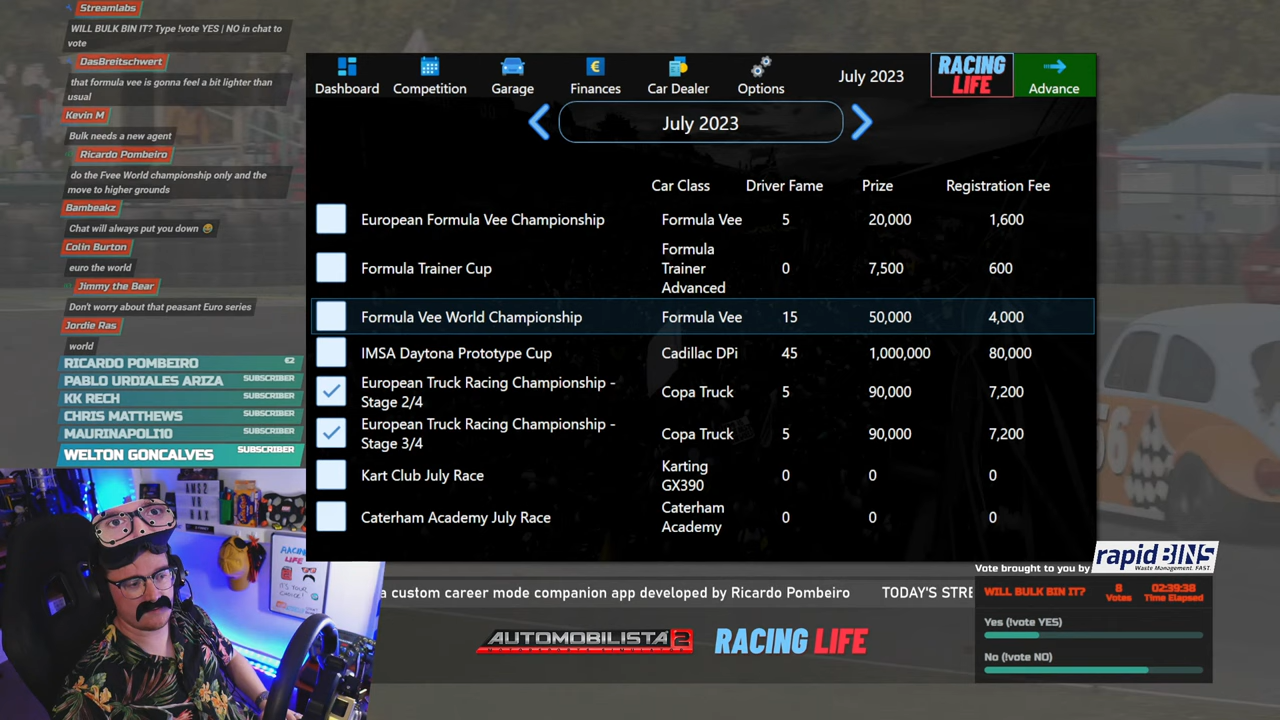 Streamlabs
WILL BULK BIN IT? Type !vote YES | NO in chat to
vote
DasBreitschwert
that formula vee is gonna feel a bit lighter than
usual
Kevin M
Bulk needs a new agent
Ricardo Pombeiro
do the Fvee World championship only and the
move to higher grounds
Bambeakz
Chat will always put you down
Colin Burton
euro the world
Jimmy the Bear
Don't worry about that peasant Euro series
Jordie Ras
world
RICARDO POMBEIRO €2
PABLO URDIALES ARIZA SUBSCRIBER
KK RECH SUBSCRIBER
CHRIS MATTHEWS SUBSCRIBER
MAURINAPOLI10 SUBSCRIBER
WELTON GONCALVES SUBSCRIBER
Dashboard Competition Garage Finances Car Dealer Options July 2023 RACING LIFE Advance
July 2023
Car Class Driver Fame Prize Registration Fee
European Formula Vee Championship Formula Vee 5 20,000 1,600
Formula Trainer Cup Formula Trainer Advanced 0 7,500 600
Formula Vee World Championship Formula Vee 15 50,000 4,000
IMSA Daytona Prototype Cup Cadillac DPi 45 1,000,000 80,000
European Truck Racing Championship - Stage 2/4 Copa Truck 5 90,000 7,200
European Truck Racing Championship - Stage 3/4 Copa Truck 5 90,000 7,200
Kart Club July Race Karting GX390 0 0 0
Caterham Academy July Race Caterham Academy 0 0 0
rapidBINS
Waste Management. FAST.
Vote brought to you by
WILL BULK BIN IT? 8 Votes 02:39:38 Time Elapsed
Yes (!vote YES)
No (!vote NO)
a custom career mode companion app developed by Ricardo Pombeiro TODAY'S STRE
AUTOMOBILISTA 2 RACING LIFE
RACING
LIFE